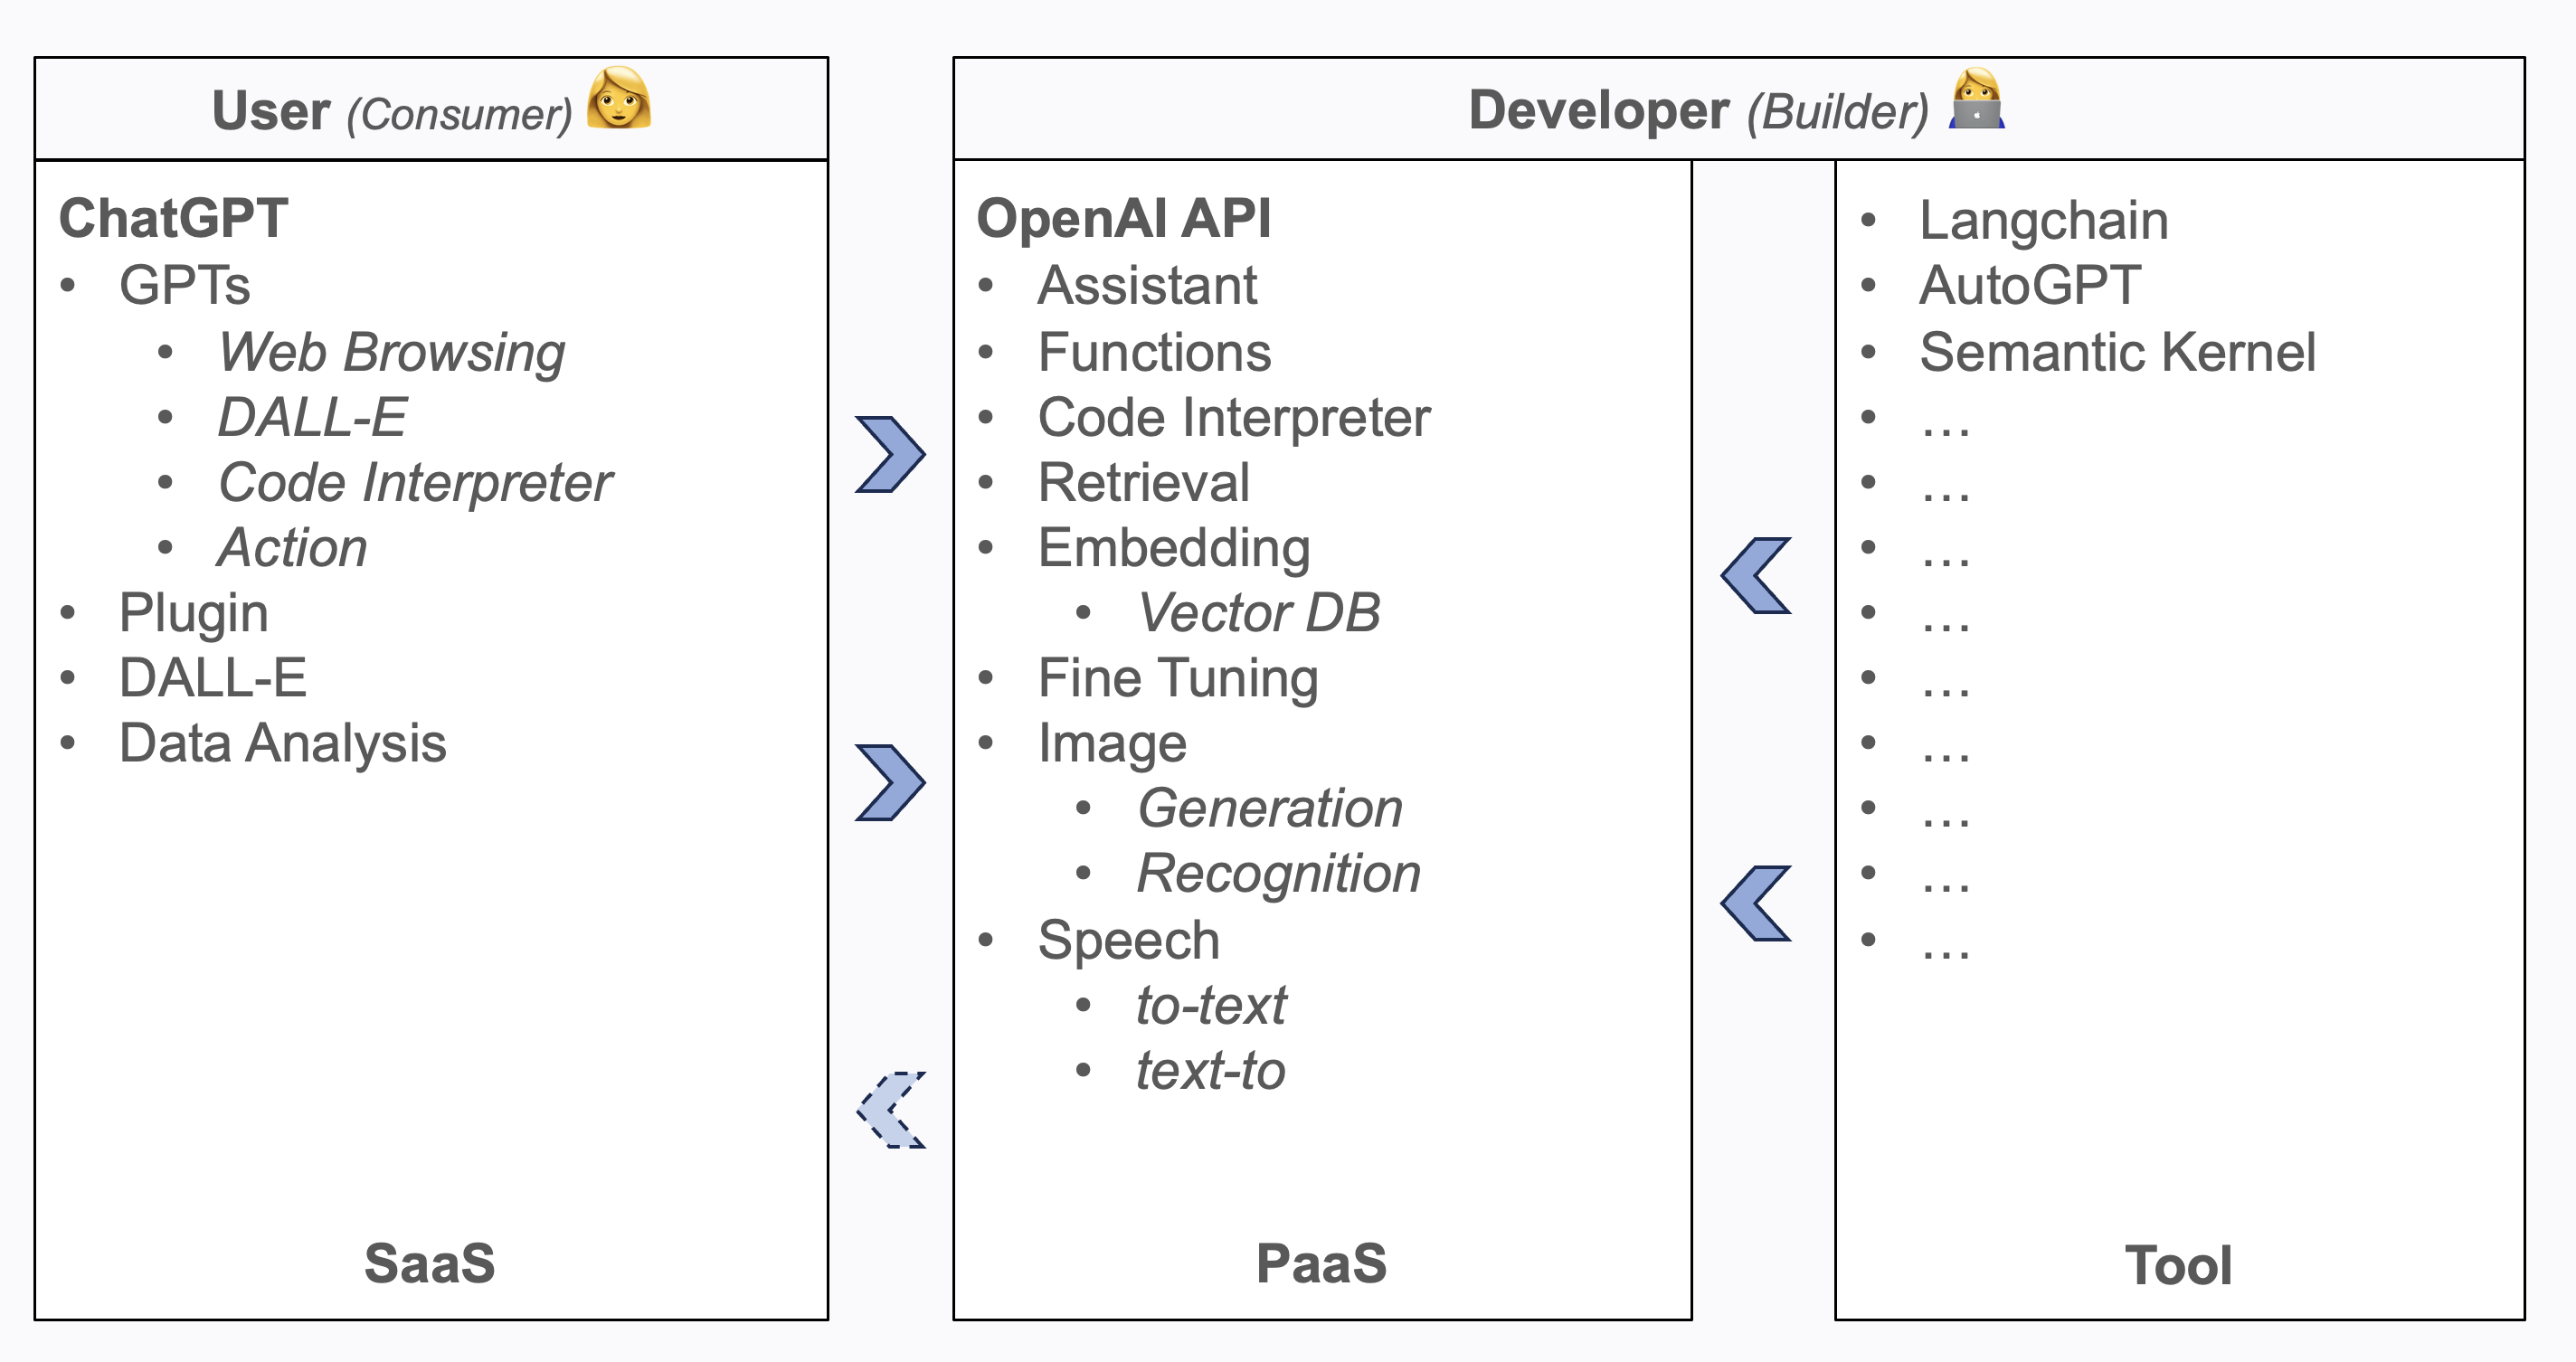 User (Consumer)
ChatGPT
• GPTs
• Web Browsing
• DALL-E
• Code Interpreter
• Action
• Plugin
• DALL-E
• Data Analysis
SaaS
Developer (Builder)
OpenAI API
• Assistant
• Functions
• Code Interpreter
• Retrieval
• Embedding
• Vector DB
• Fine Tuning
• Image
• Generation
• Recognition
• Speech
• to-text
• text-to
PaaS
• Langchain
• AutoGPT
• Semantic Kernel
• …
• …
• …
• …
• …
• …
• …
• …
• …
Tool